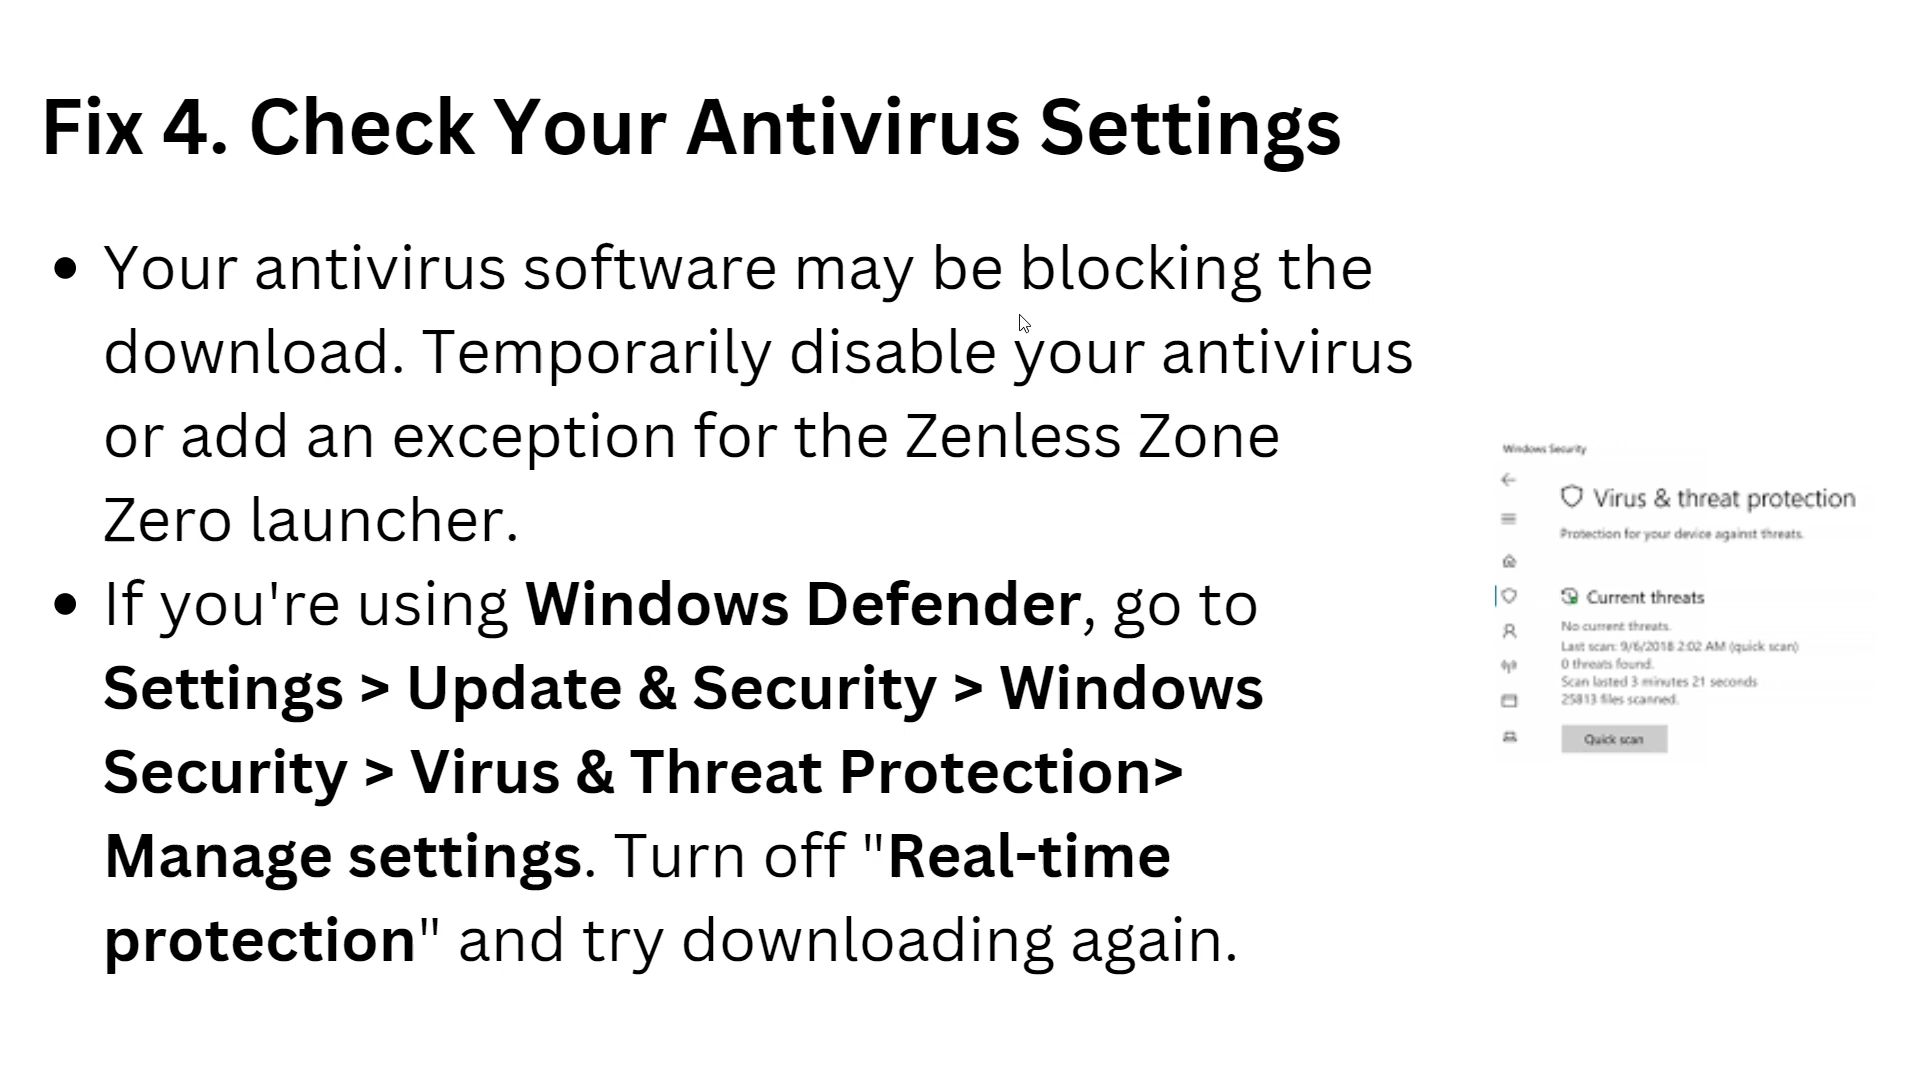 Fix 4. Check Your Antivirus Settings
Your antivirus software may be blocking the
download. Temporarily disable your antivirus
or add an exception for the Zenless Zone
Zero launcher.
If you're using Windows Defender, go to
Settings > Update & Security > Windows
Security > Virus & Threat Protection>
Manage settings. Turn off "Real-time
protection" and try downloading again.
Windows Security
Virus & threat protection
Protection for your device against threats.
Current threats
No current threats.
Last scan: 9/6/2018 2:02 AM (quick scan)
0 threats found.
Scan lasted 3 minutes 21 seconds
25813 files scanned.
Quick scan